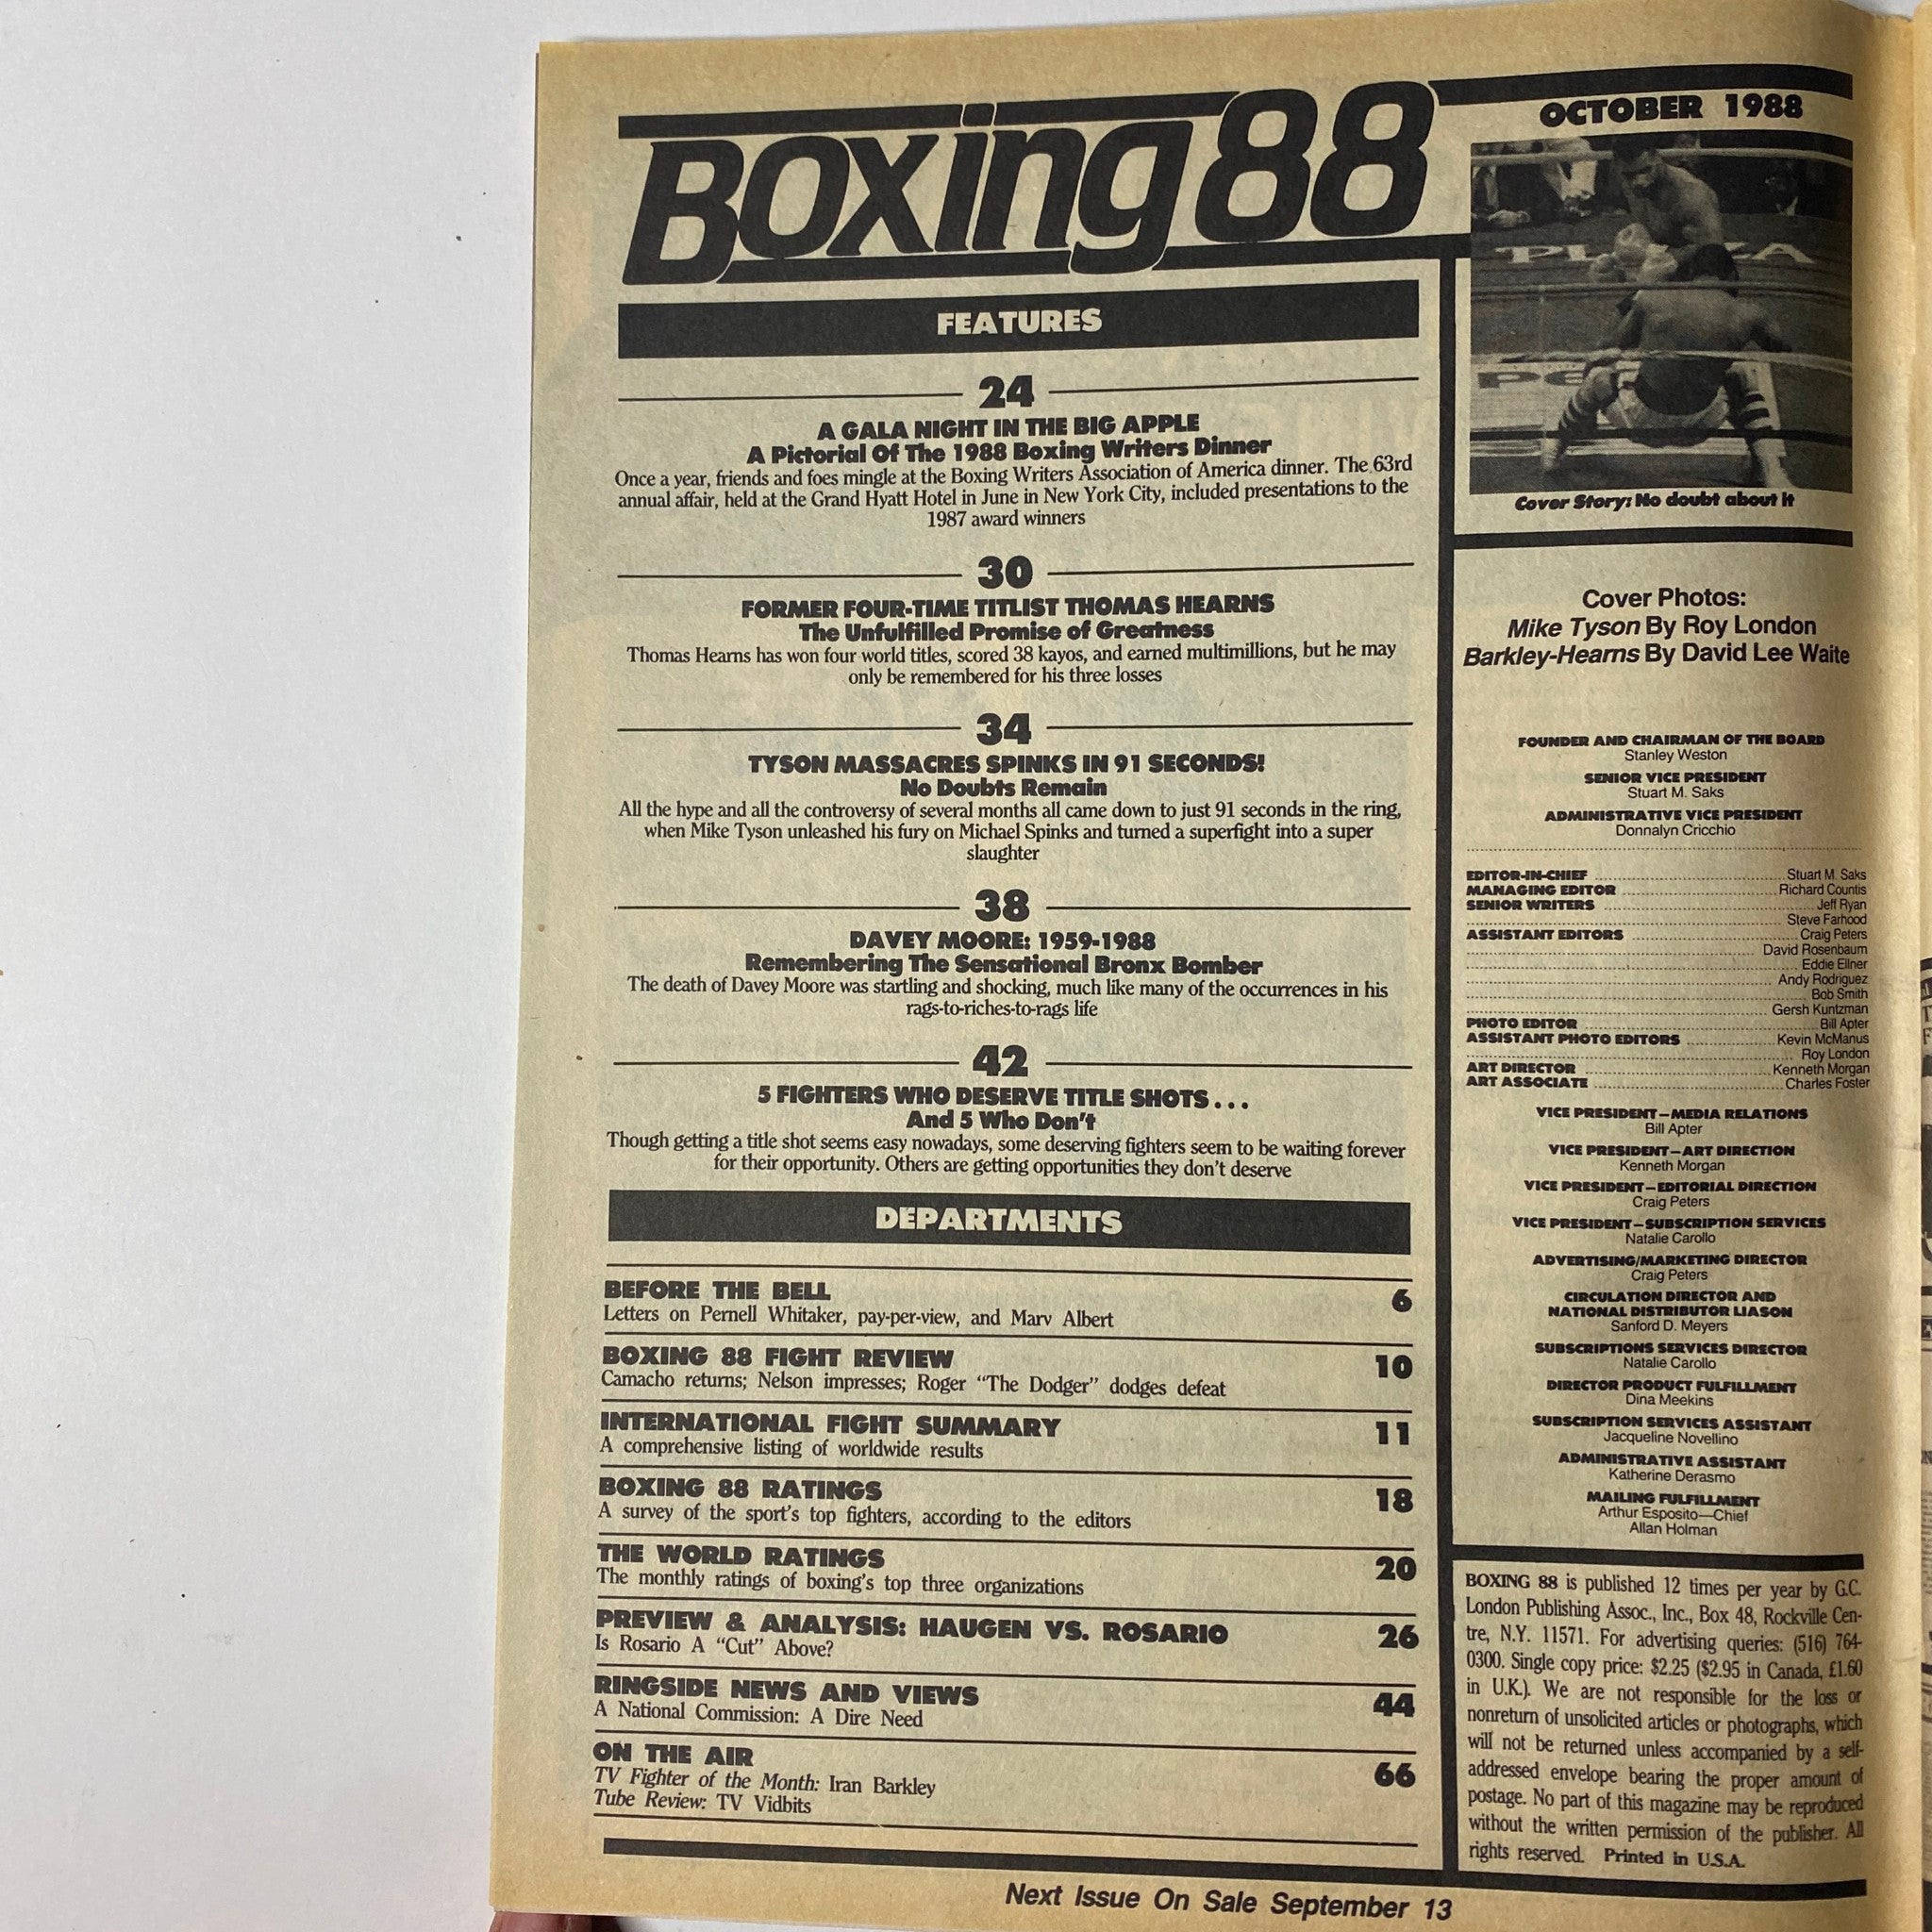 Boxing 88
FEATURES
24
A GALA NIGHT IN THE BIG APPLE
A Pictorial Of The 1988 Boxing Writers Dinner
Once a year, friends and foes mingle at the Boxing Writers Association of America dinner. The 63rd
annual affair, held at the Grand Hyatt Hotel in June in New York City, included presentations to the
1987 award winners
30
FORMER FOUR-TIME TITLIST THOMAS HEARNS
The Unfulfilled Promise of Greatness
Thomas Hearns has won four world titles, scored 38 kayos, and earned multimillions, but he may
only be remembered for his three losses
34
TYSON MASSACRES SPINKS IN 91 SECONDS!
No Doubts Remain
All the hype and all the controversy of several months all came down to just 91 seconds in the ring,
when Mike Tyson unleashed his fury on Michael Spinks and turned a superfight into a super
slaughter
38
DAVEY MOORE: 1959-1988
Remembering The Sensational Bronx Bomber
The death of Davey Moore was startling and shocking, much like many of the occurrences in his
rags-to-riches-to-rags life
42
5 FIGHTERS WHO DESERVE TITLE SHOTS...
And 5 Who Don't
Though getting a title shot seems easy nowadays, some deserving fighters seem to be waiting forever
for their opportunity. Others are getting opportunities they don't deserve
DEPARTMENTS
BEFORE THE BELL 6
Letters on Pernell Whitaker, pay-per-view, and Marv Albert
BOXING 88 FIGHT REVIEW 10
Camacho returns; Nelson impresses; Roger "The Dodger" dodges defeat
INTERNATIONAL FIGHT SUMMARY 11
A comprehensive listing of worldwide results
BOXING 88 RATINGS 18
A survey of the sport's top fighters, according to the editors
THE WORLD RATINGS 20
The monthly ratings of boxing's top three organizations
PREVIEW & ANALYSIS: HAUGEN VS. ROSARIO 26
Is Rosario A "Cut" Above?
RINGSIDE NEWS AND VIEWS 44
A National Commission: A Dire Need
ON THE AIR 66
TV Fighter of the Month: Iran Barkley
Tube Review: TV Vidbits
OCTOBER 1988
PLAZA
Cover Story: No doubt about it
Cover Photos:
Mike Tyson By Roy London
Barkley-Hearns By David Lee Waite
FOUNDER AND CHAIRMAN OF THE BOARD
Stanley Weston
SENIOR VICE PRESIDENT
Stuart M. Saks
ADMINISTRATIVE VICE PRESIDENT
Donnalyn Cricchio
EDITOR-IN-CHIEF Stuart M. Saks
MANAGING EDITOR Richard Countis
SENIOR WRITERS Jeff Ryan
Steve Farhood
ASSISTANT EDITORS Craig Peters
David Rosenbaum
Eddie Ellner
Andy Rodriguez
Bob Smith
Gersh Kuntzman
PHOTO EDITOR Bill Apter
ASSISTANT PHOTO EDITORS Kevin McManus
Roy London
ART DIRECTOR Kenneth Morgan
ART ASSOCIATE Charles Foster
VICE PRESIDENT—MEDIA RELATIONS
Bill Apter
VICE PRESIDENT—ART DIRECTION
Kenneth Morgan
VICE PRESIDENT—EDITORIAL DIRECTION
Craig Peters
VICE PRESIDENT—SUBSCRIPTION SERVICES
Natalie Carollo
ADVERTISING/MARKETING DIRECTOR
Craig Peters
CIRCULATION DIRECTOR AND
NATIONAL DISTRIBUTOR LIASON
Sanford D. Meyers
SUBSCRIPTIONS SERVICES DIRECTOR
Natalie Carollo
DIRECTOR PRODUCT FULFILLMENT
Dina Meekins
SUBSCRIPTION SERVICES ASSISTANT
Jacqueline Novellino
ADMINISTRATIVE ASSISTANT
Katherine Derasmo
MAILING FULFILLMENT
Arthur Esposito—Chief
Allan Holman
BOXING 88 is published 12 times per year by G.C.
London Publishing Assoc., Inc., Box 48, Rockville Cen-
tre, N.Y. 11571. For advertising queries: (516) 764-
0300. Single copy price: $2.25 ($2.95 in Canada, £1.60
in U.K.). We are not responsible for the loss or
nonreturn of unsolicited articles or photographs, which
will not be returned unless accompanied by a self-
addressed envelope bearing the proper amount of
postage. No part of this magazine may be reproduced
without the written permission of the publisher. All
rights reserved. Printed in U.S.A.
Next Issue On Sale September 13